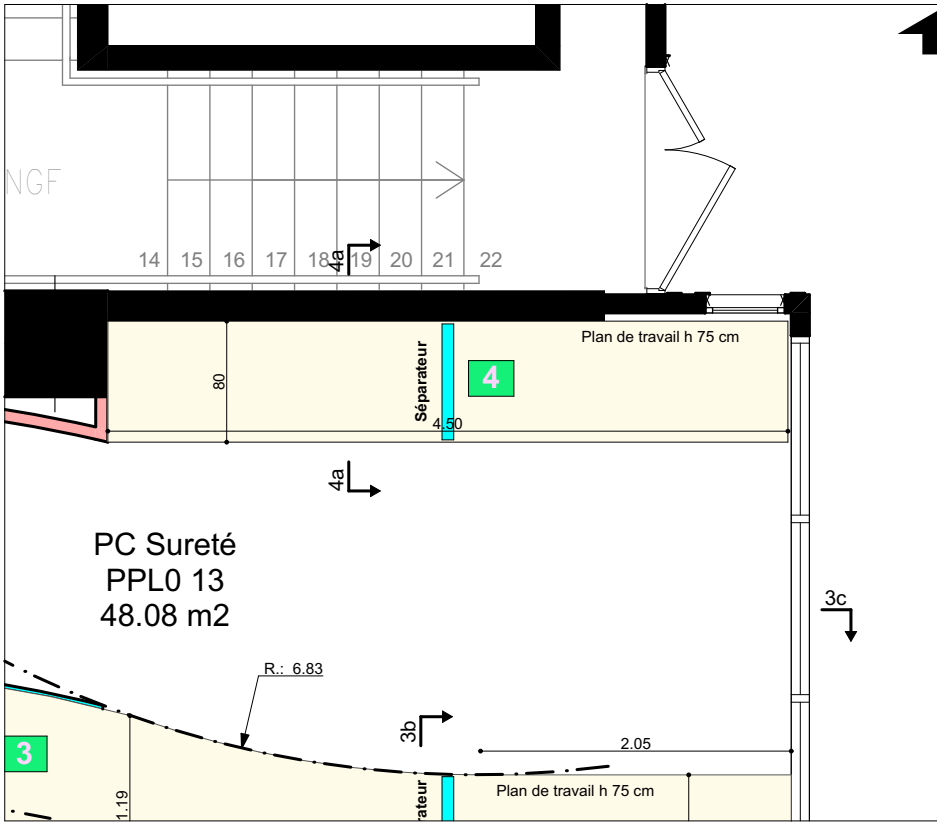 NGF
14 15 16 17 18 19 20 21 22
4a
Plan de travail h 75 cm
80
Séparateur
4
4.50
4a
PC Sureté
PPL0 13
48.08 m2
3c
R.: 6.83
3b
2.05
3
1.19
rateur
Plan de travail h 75 cm